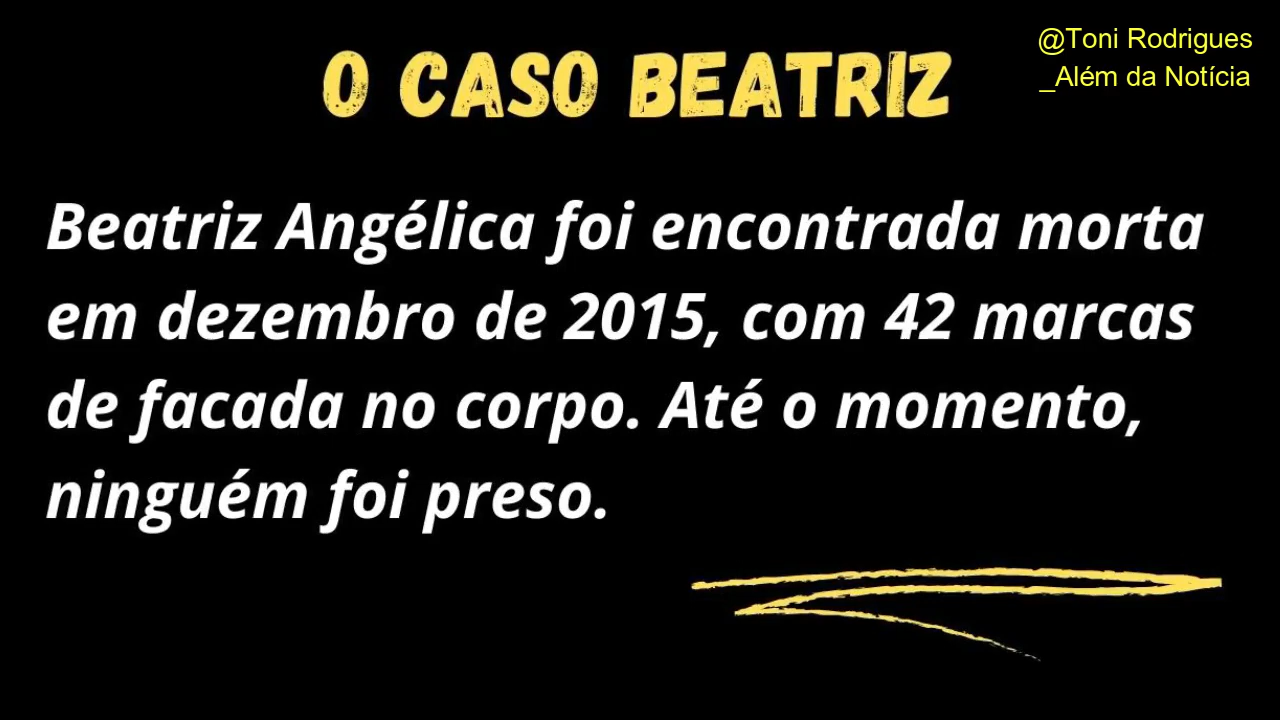 O CASO BEATRIZ
@Toni Rodrigues
_Além da Notícia
Beatriz Angélica foi encontrada morta
em dezembro de 2015, com 42 marcas
de facada no corpo. Até o momento,
ninguém foi preso.